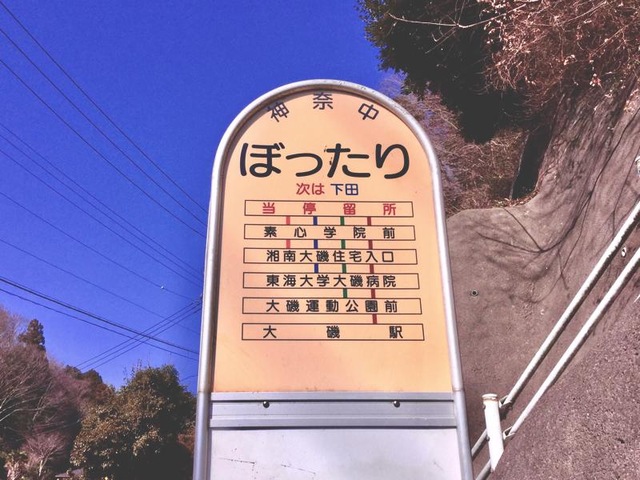 神奈中
ぼったり
次は 下田
当停留所
素心学院前
湘南大磯住宅入口
東海大学大磯病院
大磯運動公園前
大磯駅